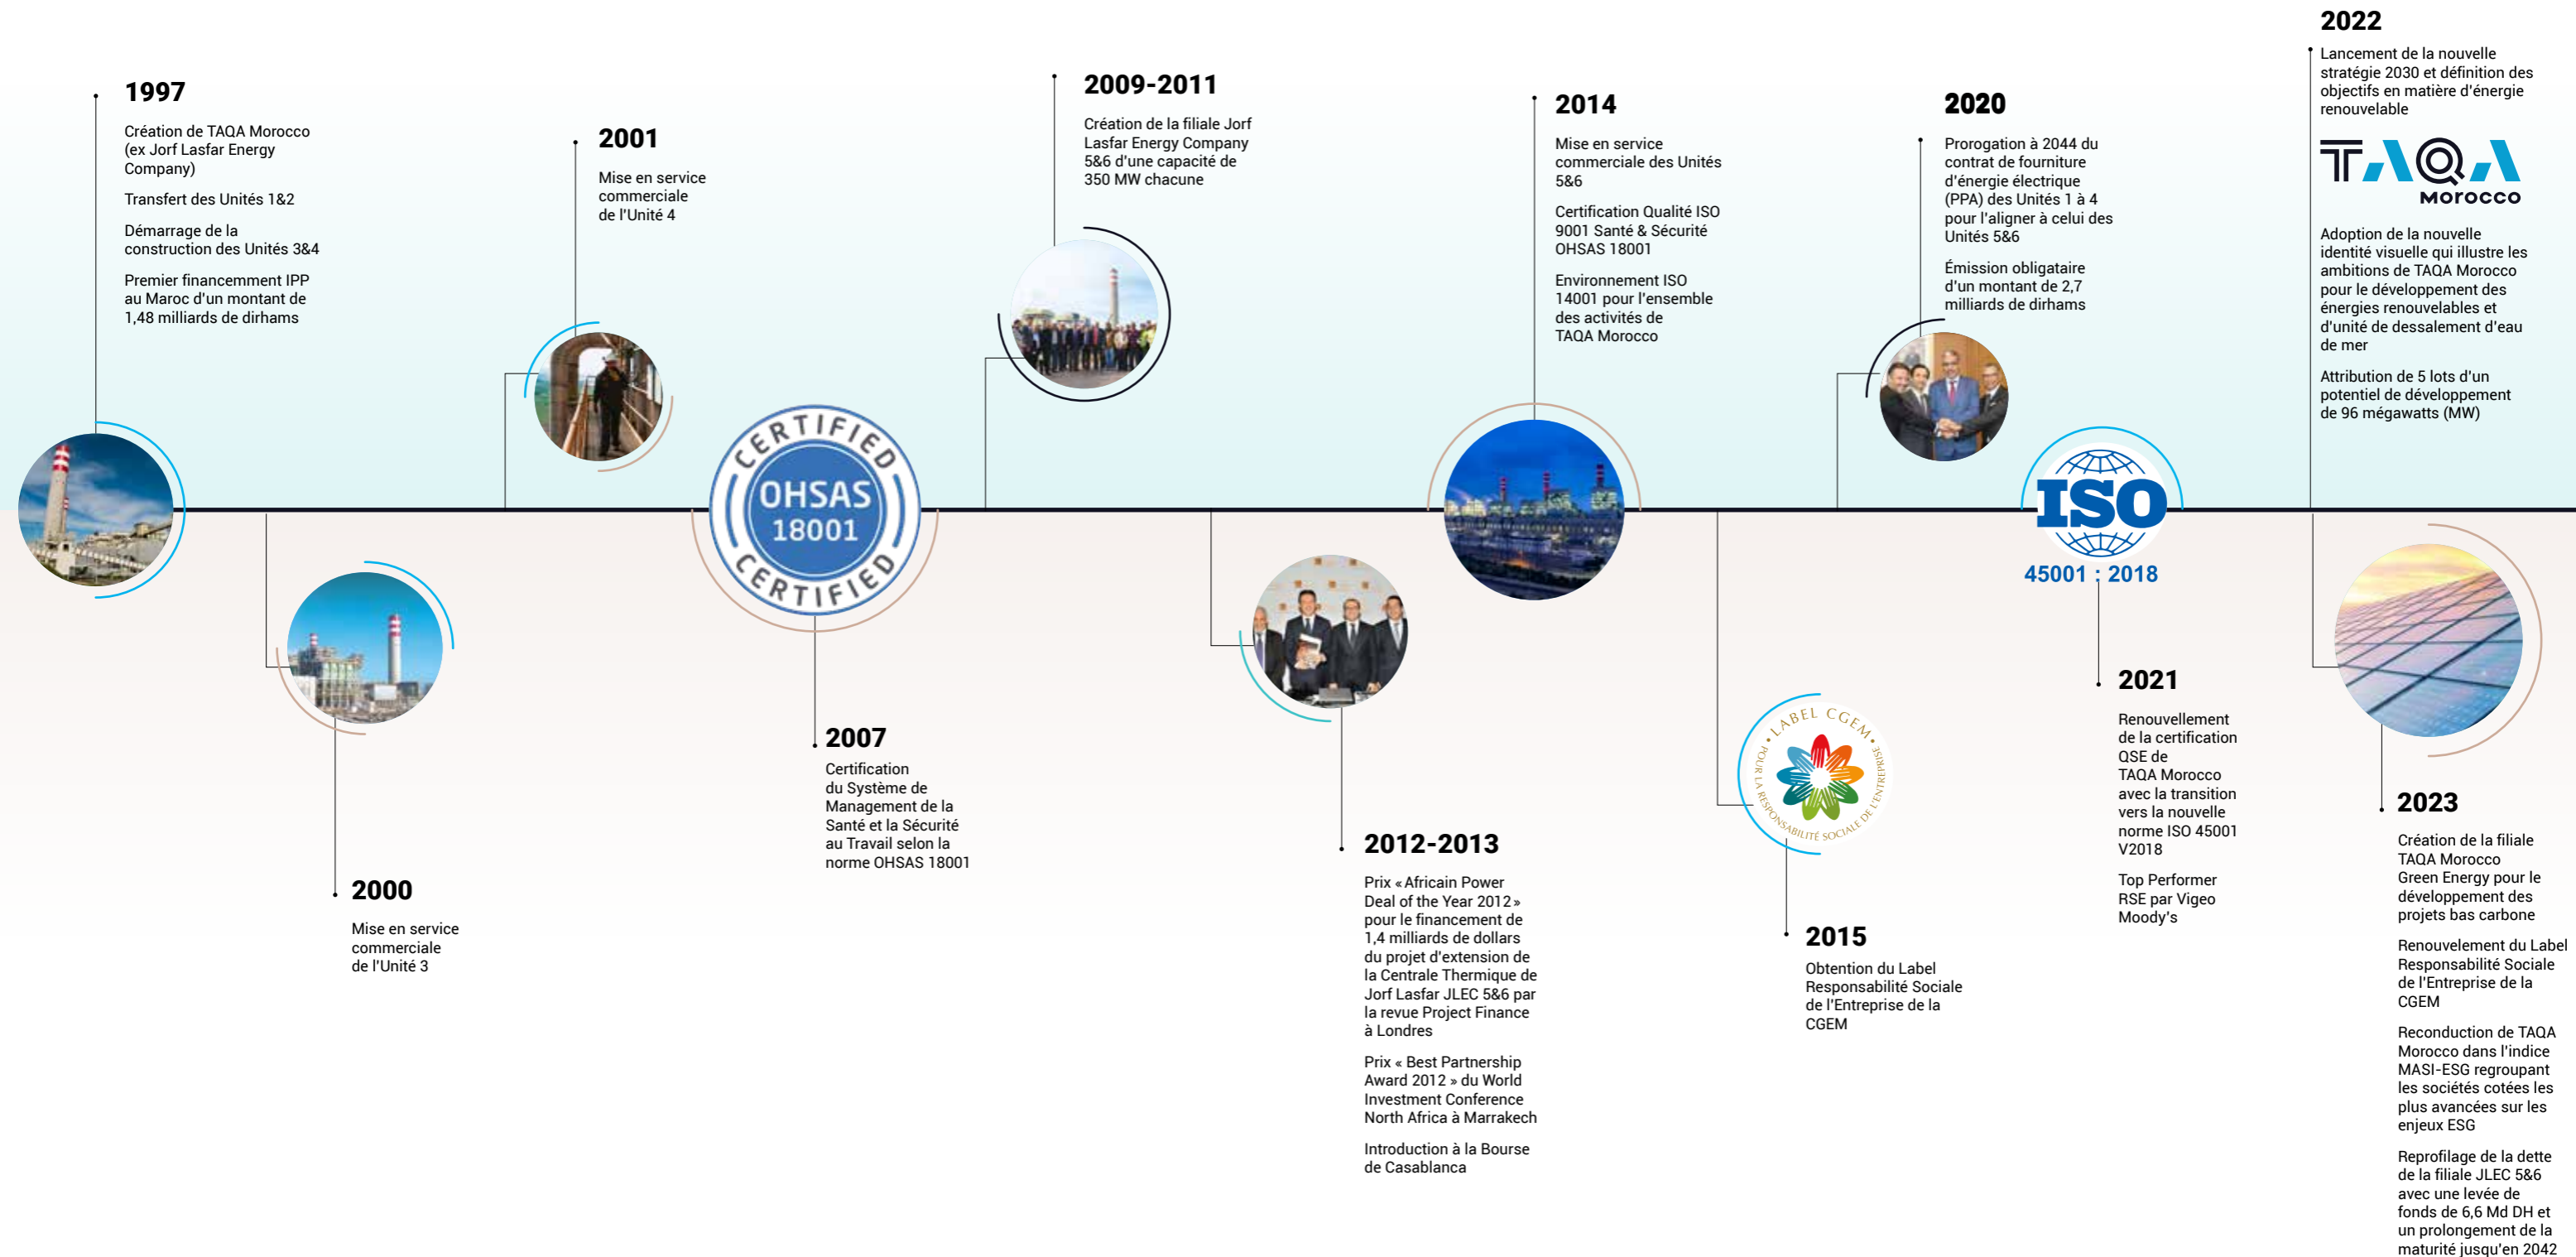 1997
Création de TAQA Morocco
(ex Jorf Lasfar Energy
Company)
Transfert des Unités 1&2
Démarrage de la
construction des Unités 3&4
Premier financemment IPP
au Maroc d'un montant de
1,48 milliards de dirhams
2000
Mise en service
commerciale
de l'Unité 3
2001
Mise en service
commerciale
de l'Unité 4
CERTIFIED
OHSAS
18001
CERTIFIED
2007
Certification
du Système de
Management de la
Santé et la Sécurité
au Travail selon la
norme OHSAS 18001
2009-2011
Création de la filiale Jorf
Lasfar Energy Company
5&6 d'une capacité de
350 MW chacune
2012-2013
Prix « Africain Power
Deal of the Year 2012 »
pour le financement de
1,4 milliards de dollars
du projet d'extension de
la Centrale Thermique de
Jorf Lasfar JLEC 5&6 par
la revue Project Finance
à Londres
Prix « Best Partnership
Award 2012 » du World
Investment Conference
North Africa à Marrakech
Introduction à la Bourse
de Casablanca
2014
Mise en service
commerciale des Unités
5&6
Certification Qualité ISO
9001 Santé & Sécurité
OHSAS 18001
Environnement ISO
14001 pour l'ensemble
des activités de
TAQA Morocco
• LABEL CGEM •
POUR LA RESPONSABILITÉ SOCIALE DE L'ENTREPRISE
2015
Obtention du Label
Responsabilité Sociale
de l'Entreprise de la
CGEM
2020
Prorogation à 2044 du
contrat de fourniture
d'énergie électrique
(PPA) des Unités 1 à 4
pour l'aligner à celui des
Unités 5&6
Émission obligataire
d'un montant de 2,7
milliards de dirhams
ISO
45001 : 2018
2021
Renouvellement
de la certification
QSE de
TAQA Morocco
avec la transition
vers la nouvelle
norme ISO 45001
V2018
Top Performer
RSE par Vigeo
Moody's
2022
Lancement de la nouvelle
stratégie 2030 et définition des
objectifs en matière d'énergie
renouvelable
TAQA
Morocco
Adoption de la nouvelle
identité visuelle qui illustre les
ambitions de TAQA Morocco
pour le développement des
énergies renouvelables et
d'unité de dessalement d'eau
de mer
Attribution de 5 lots d'un
potentiel de développement
de 96 mégawatts (MW)
2023
Création de la filiale
TAQA Morocco
Green Energy pour le
développement des
projets bas carbone
Renouvelement du Label
Responsabilité Sociale
de l'Entreprise de la
CGEM
Reconduction de TAQA
Morocco dans l'indice
MASI-ESG regroupant
les sociétés cotées les
plus avancées sur les
enjeux ESG
Reprofilage de la dette
de la filiale JLEC 5&6
avec une levée de
fonds de 6,6 Md DH et
un prolongement de la
maturité jusqu'en 2042